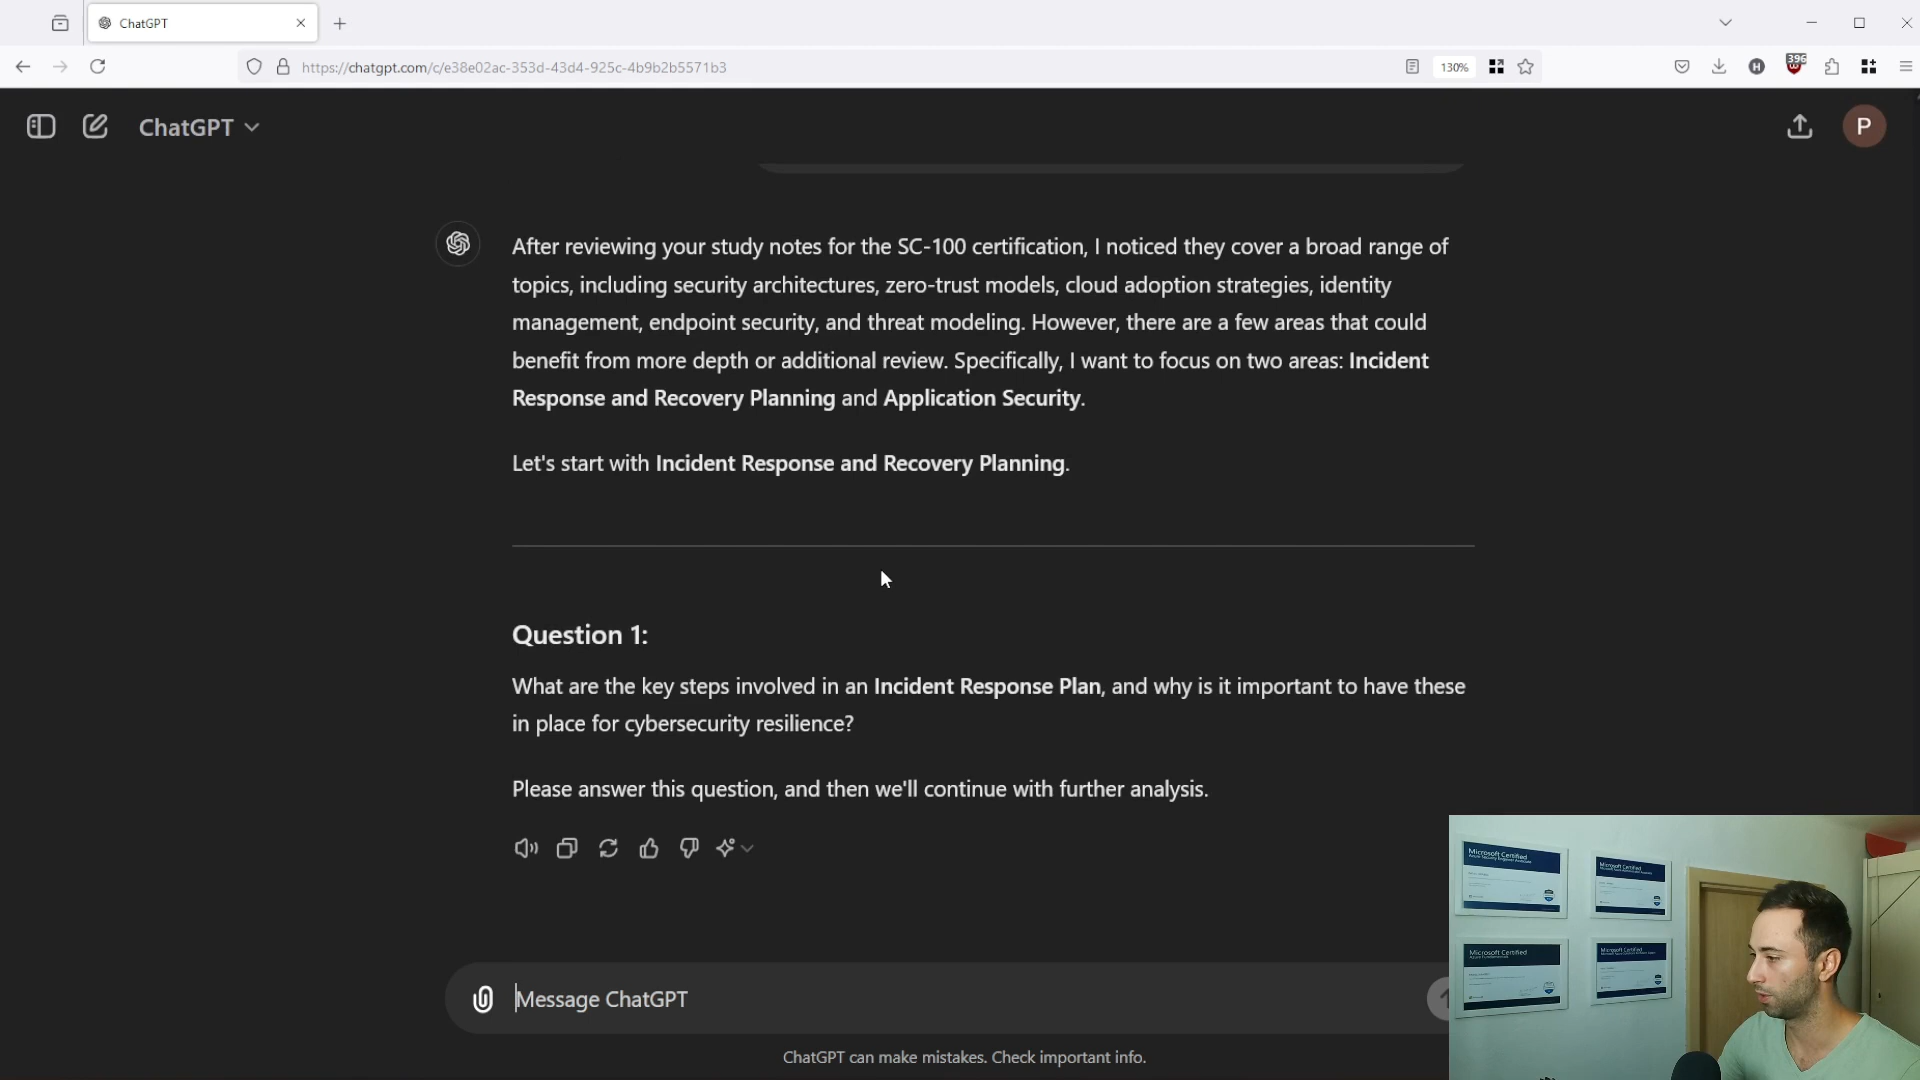 ChatGPT
https://chatgpt.com/c/e38e02ac-353d-43d4-925c-4b9b2b5571b3
130%
H
396
ChatGPT
P
After reviewing your study notes for the SC-100 certification, I noticed they cover a broad range of
topics, including security architectures, zero-trust models, cloud adoption strategies, identity
management, endpoint security, and threat modeling. However, there are a few areas that could
benefit from more depth or additional review. Specifically, I want to focus on two areas: Incident
Response and Recovery Planning and Application Security.
Let's start with Incident Response and Recovery Planning.
Question 1:
What are the key steps involved in an Incident Response Plan, and why is it important to have these
in place for cybersecurity resilience?
Please answer this question, and then we'll continue with further analysis.
Message ChatGPT
ChatGPT can make mistakes. Check important info.
Microsoft Certified
Microsoft Certified
Microsoft Certified
Microsoft Certified